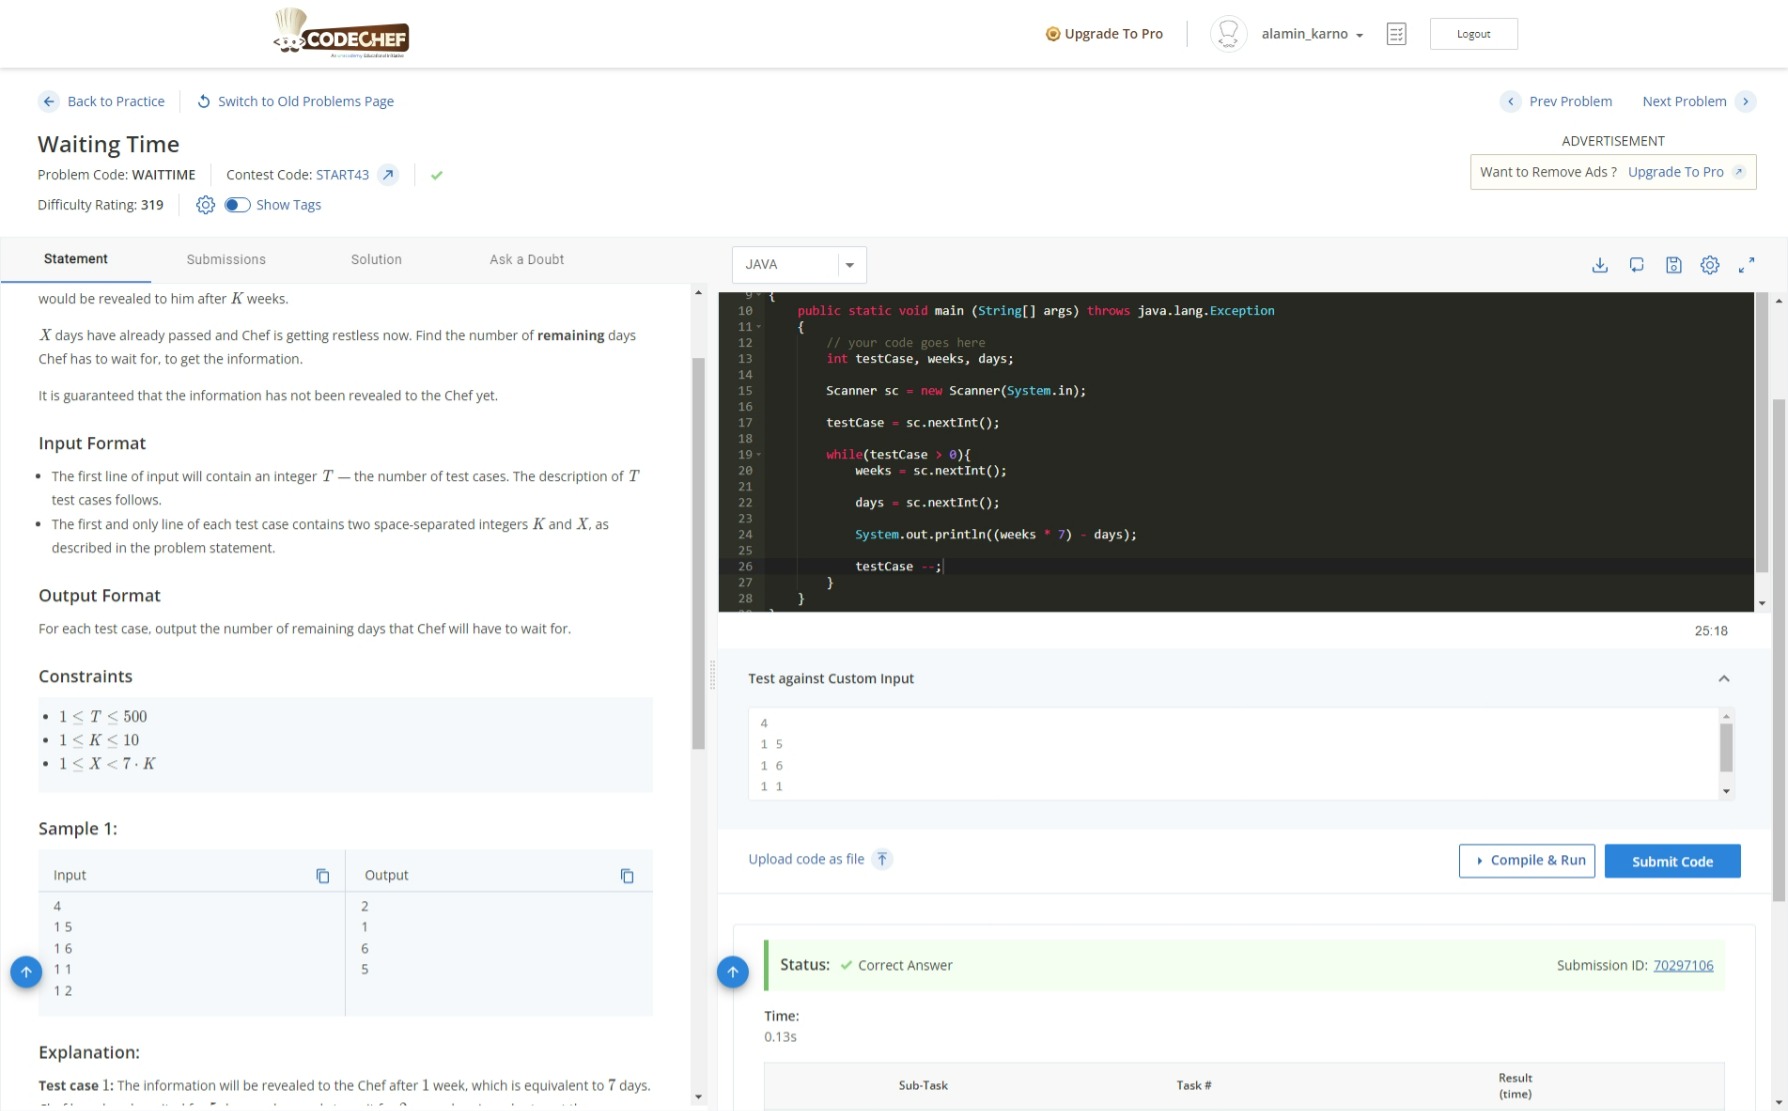 CODECHEF
Upgrade To Pro
alamin_karno
Logout
Back to Practice
Switch to Old Problems Page
Prev Problem
Next Problem
Waiting Time
ADVERTISEMENT
Problem Code: WAITTIME
Contest Code: START43
Want to Remove Ads ? Upgrade To Pro
Difficulty Rating: 319
Show Tags
Statement
Submissions
Solution
Ask a Doubt
would be revealed to him after K weeks.
X days have already passed and Chef is getting restless now. Find the number of remaining days
Chef has to wait for, to get the information.
It is guaranteed that the information has not been revealed to the Chef yet.
Input Format
• The first line of input will contain an integer T — the number of test cases. The description of T
test cases follows.
• The first and only line of each test case contains two space-separated integers K and X, as
described in the problem statement.
Output Format
For each test case, output the number of remaining days that Chef will have to wait for.
Constraints
• 1 ≤ T ≤ 500
• 1 ≤ K ≤ 10
• 1 ≤ X < 7 · K
Sample 1:
Input
Output
4
1 5
1 6
1 1
1 2
2
1
6
5
Explanation:
Test case 1: The information will be revealed to the Chef after 1 week, which is equivalent to 7 days.
JAVA
9 {
10 public static void main (String[] args) throws java.lang.Exception
11 {
12 // your code goes here
13 int testCase, weeks, days;
14
15 Scanner sc = new Scanner(System.in);
16
17 testCase = sc.nextInt();
18
19 while(testCase > 0){
20 weeks = sc.nextInt();
21
22 days = sc.nextInt();
23
24 System.out.println((weeks * 7) - days);
25
26 testCase --;
27 }
28 }
25:18
Test against Custom Input
4
1 5
1 6
1 1
Upload code as file
Compile & Run
Submit Code
Status: Correct Answer
Submission ID: 70297106
Time:
0.13s
Sub-Task
Task #
Result
(time)